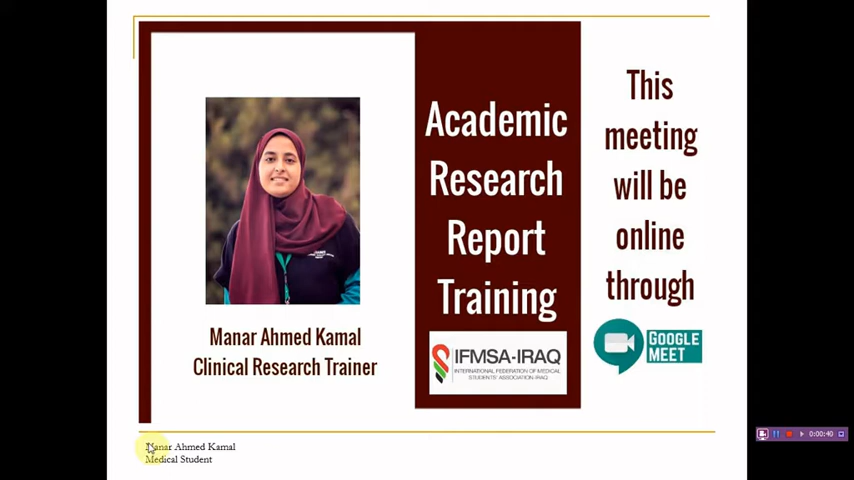 Academic
Research
Report
Training
IFMSA-IRAQ
INTERNATIONAL FEDERATION OF MEDICAL
STUDENTS' ASSOCIATION-IRAQ
This
meeting
will be
online
through
GOOGLE
MEET
Manar Ahmed Kamal
Clinical Research Trainer
Manar Ahmed Kamal
Medical Student
0:00:40